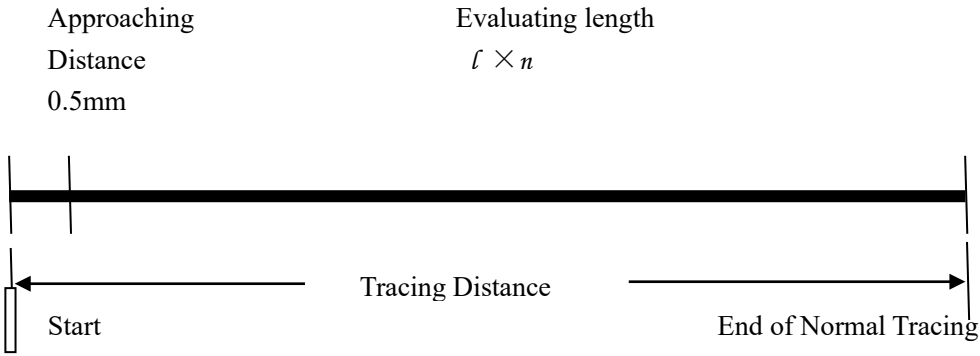 Approaching
Distance
0.5mm
Evaluating length
l × n
Tracing Distance
Start
End of Normal Tracing